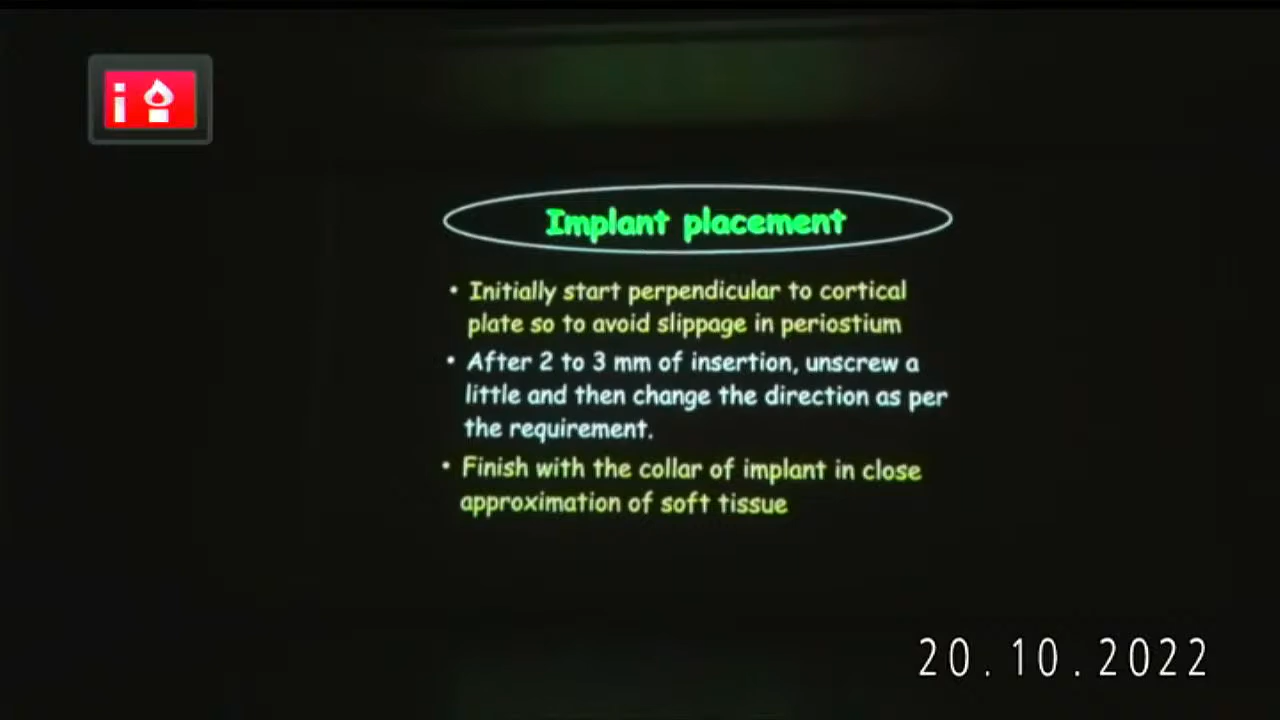 Implant placement
• Initially start perpendicular to cortical
plate so to avoid slippage in periostium
• After 2 to 3 mm of insertion, unscrew a
little and then change the direction as per
the requirement.
• Finish with the collar of implant in close
approximation of soft tissue
20.10.2022